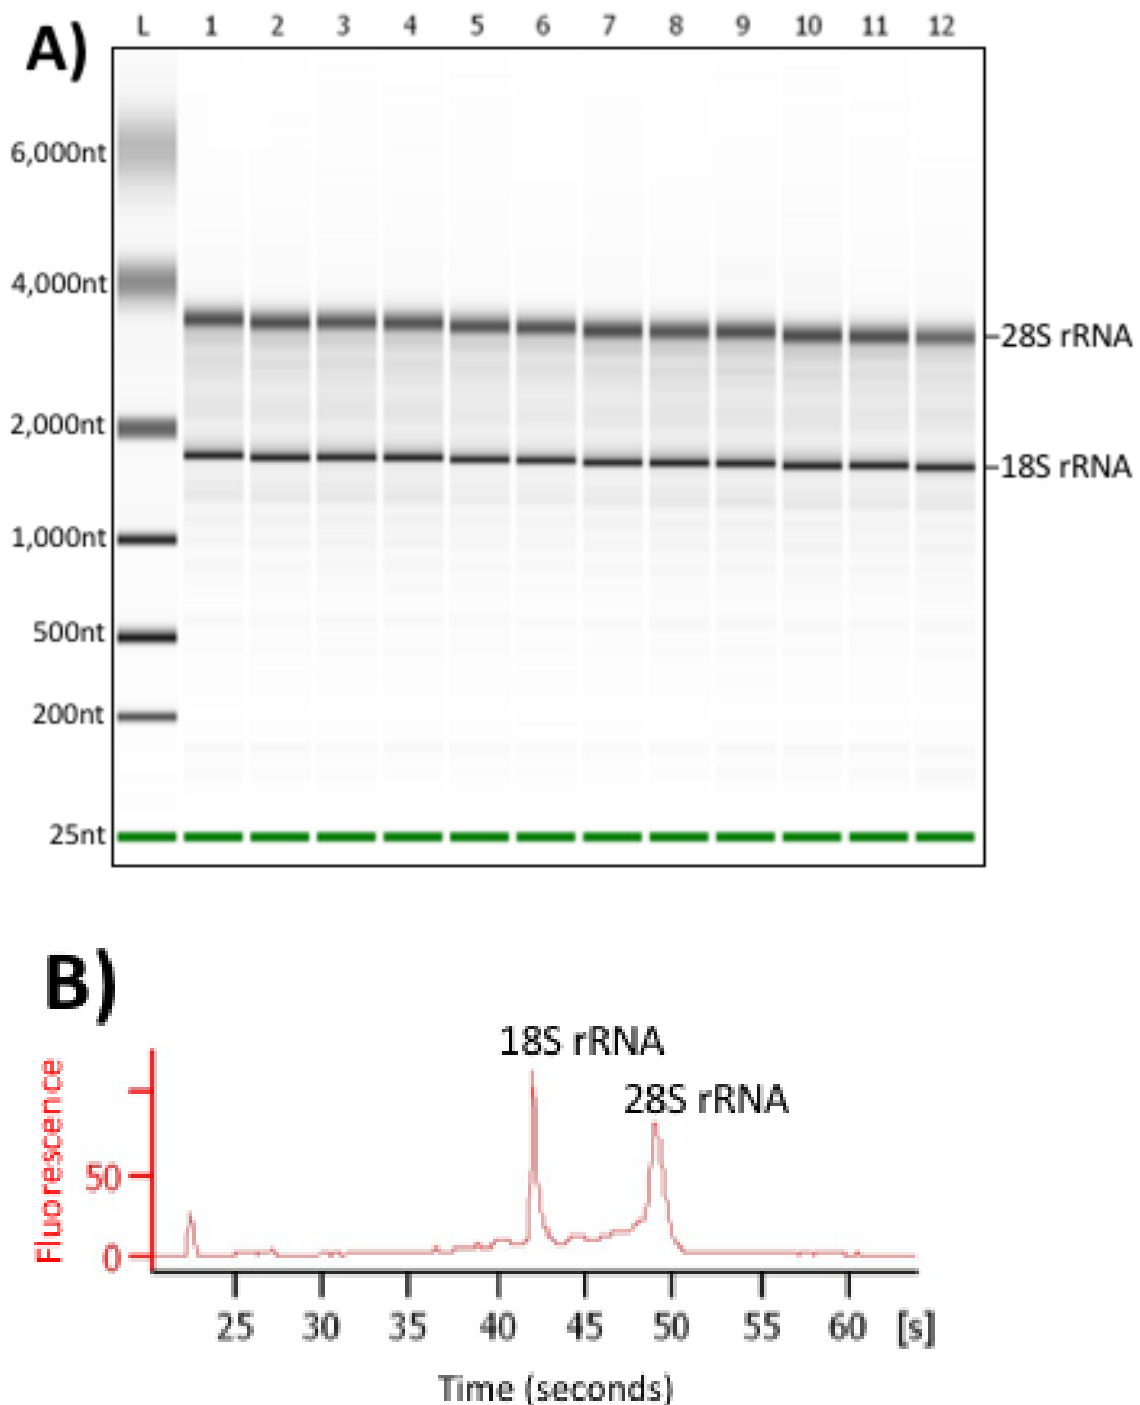 A)
L 1 2 3 4 5 6 7 8 9 10 11 12
6,000nt
4,000nt
28S rRNA
2,000nt
18S rRNA
1,000nt
500nt
200nt
25nt
B)
18S rRNA
28S rRNA
Fluorescence
50
0
25 30 35 40 45 50 55 60 [s]
Time (seconds)